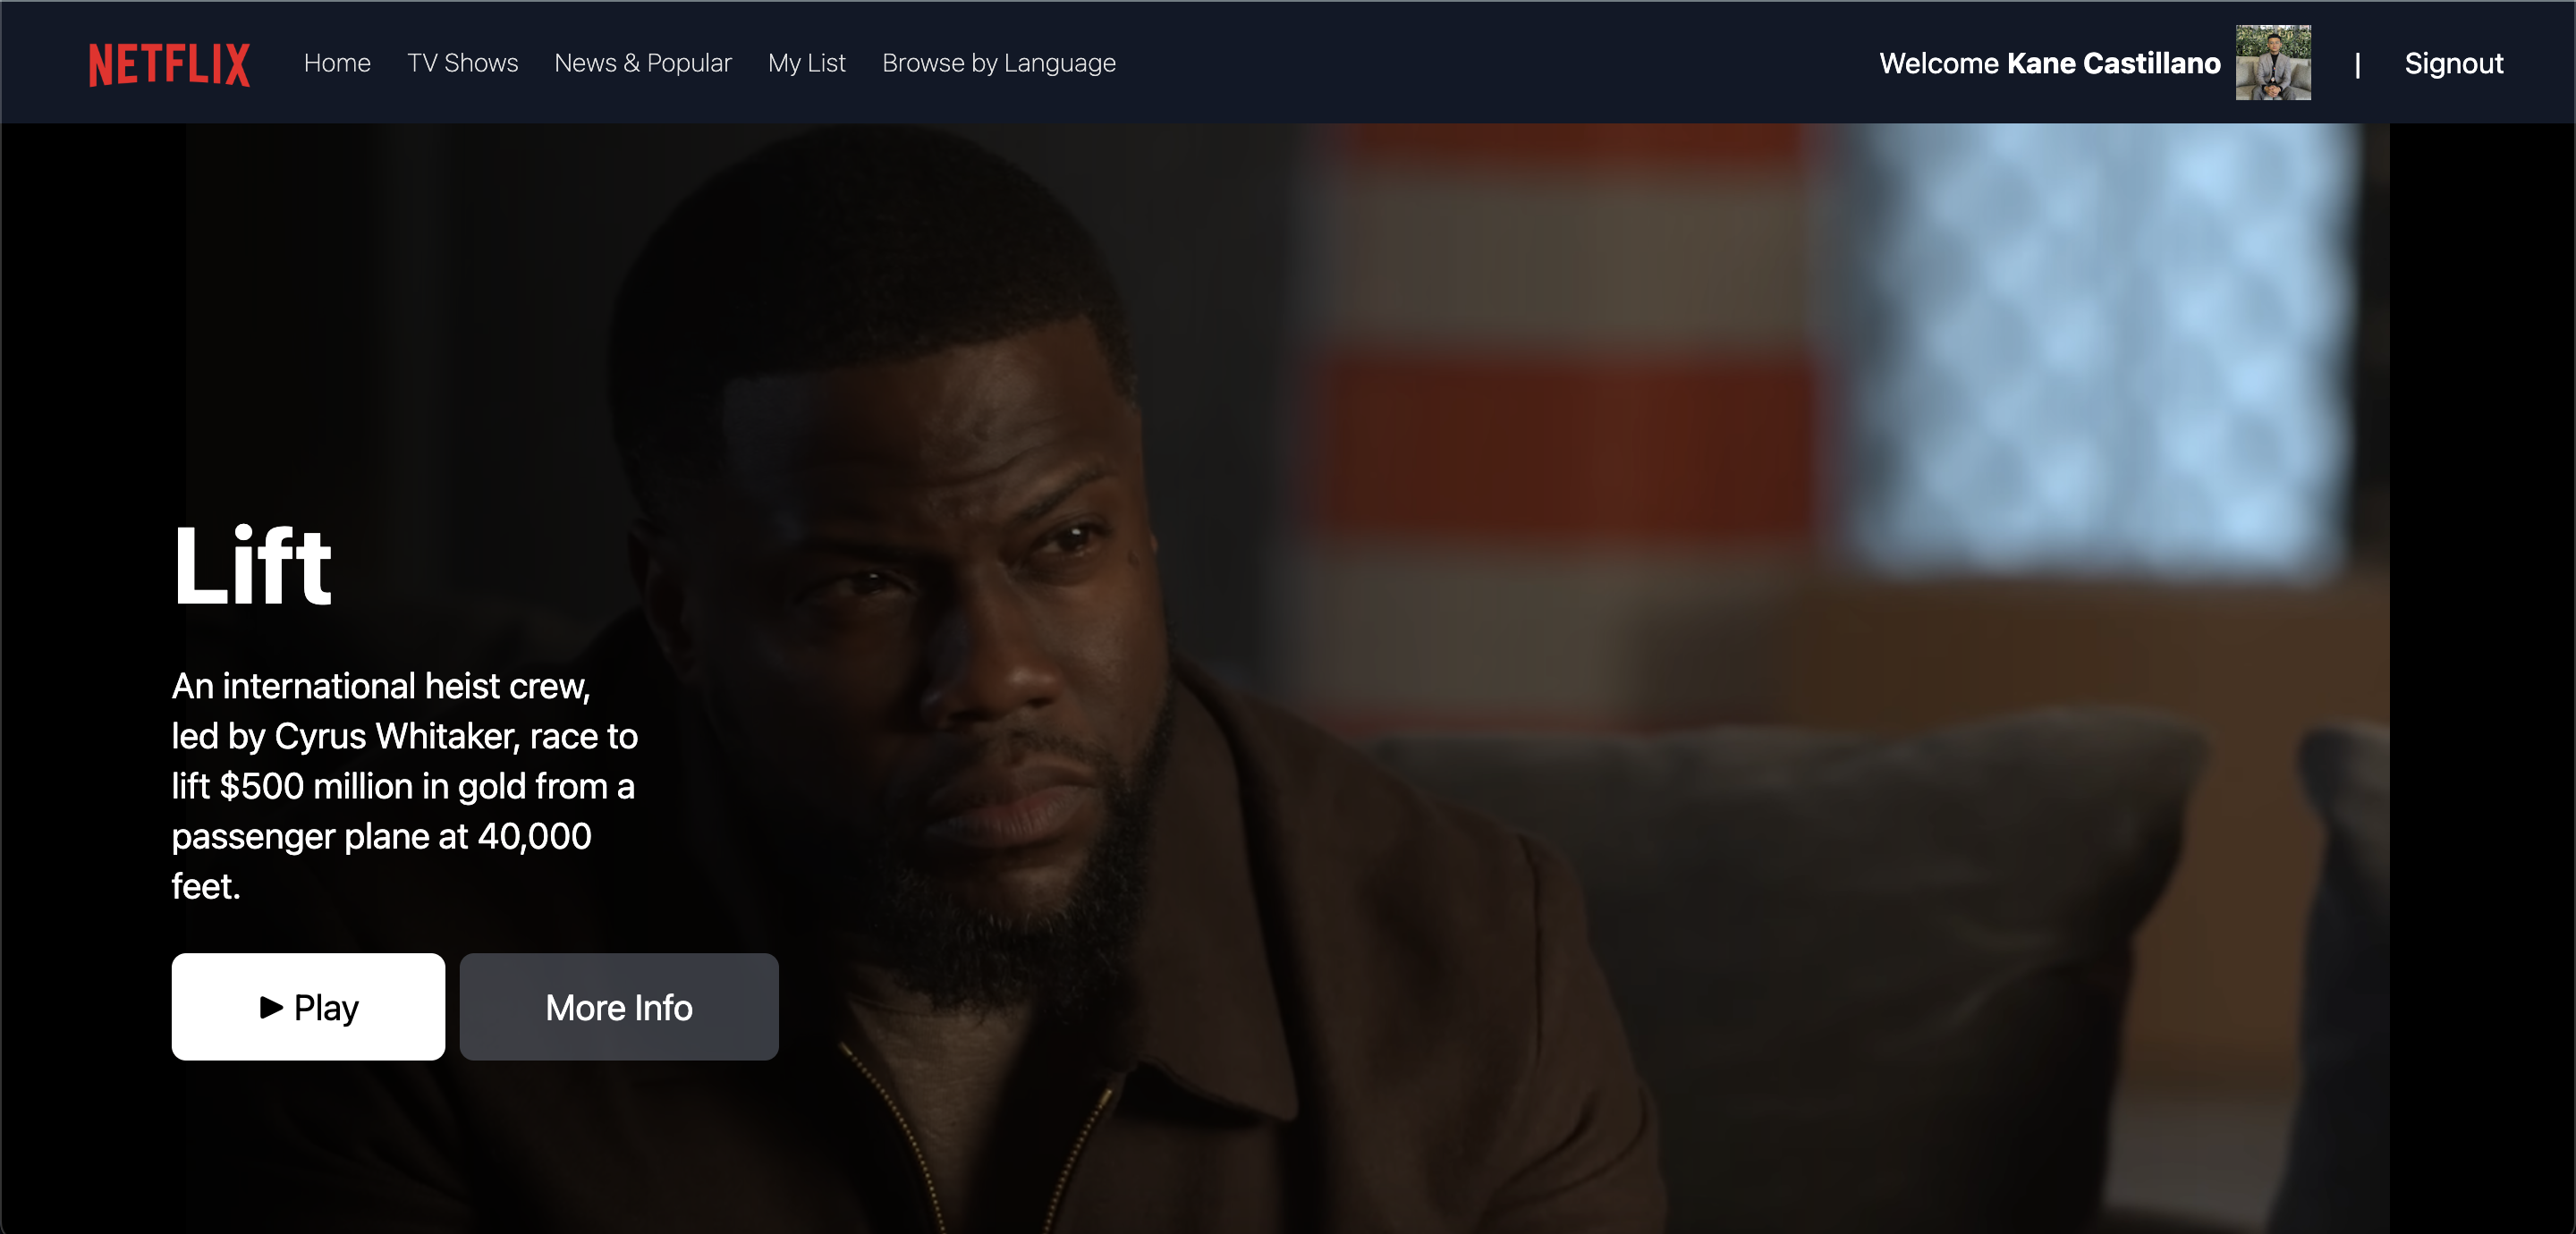 NETFLIX Home TV Shows News & Popular My List Browse by Language Welcome Kane Castillano | Signout
Lift
An international heist crew,
led by Cyrus Whitaker, race to
lift $500 million in gold from a
passenger plane at 40,000
feet.
Play More Info